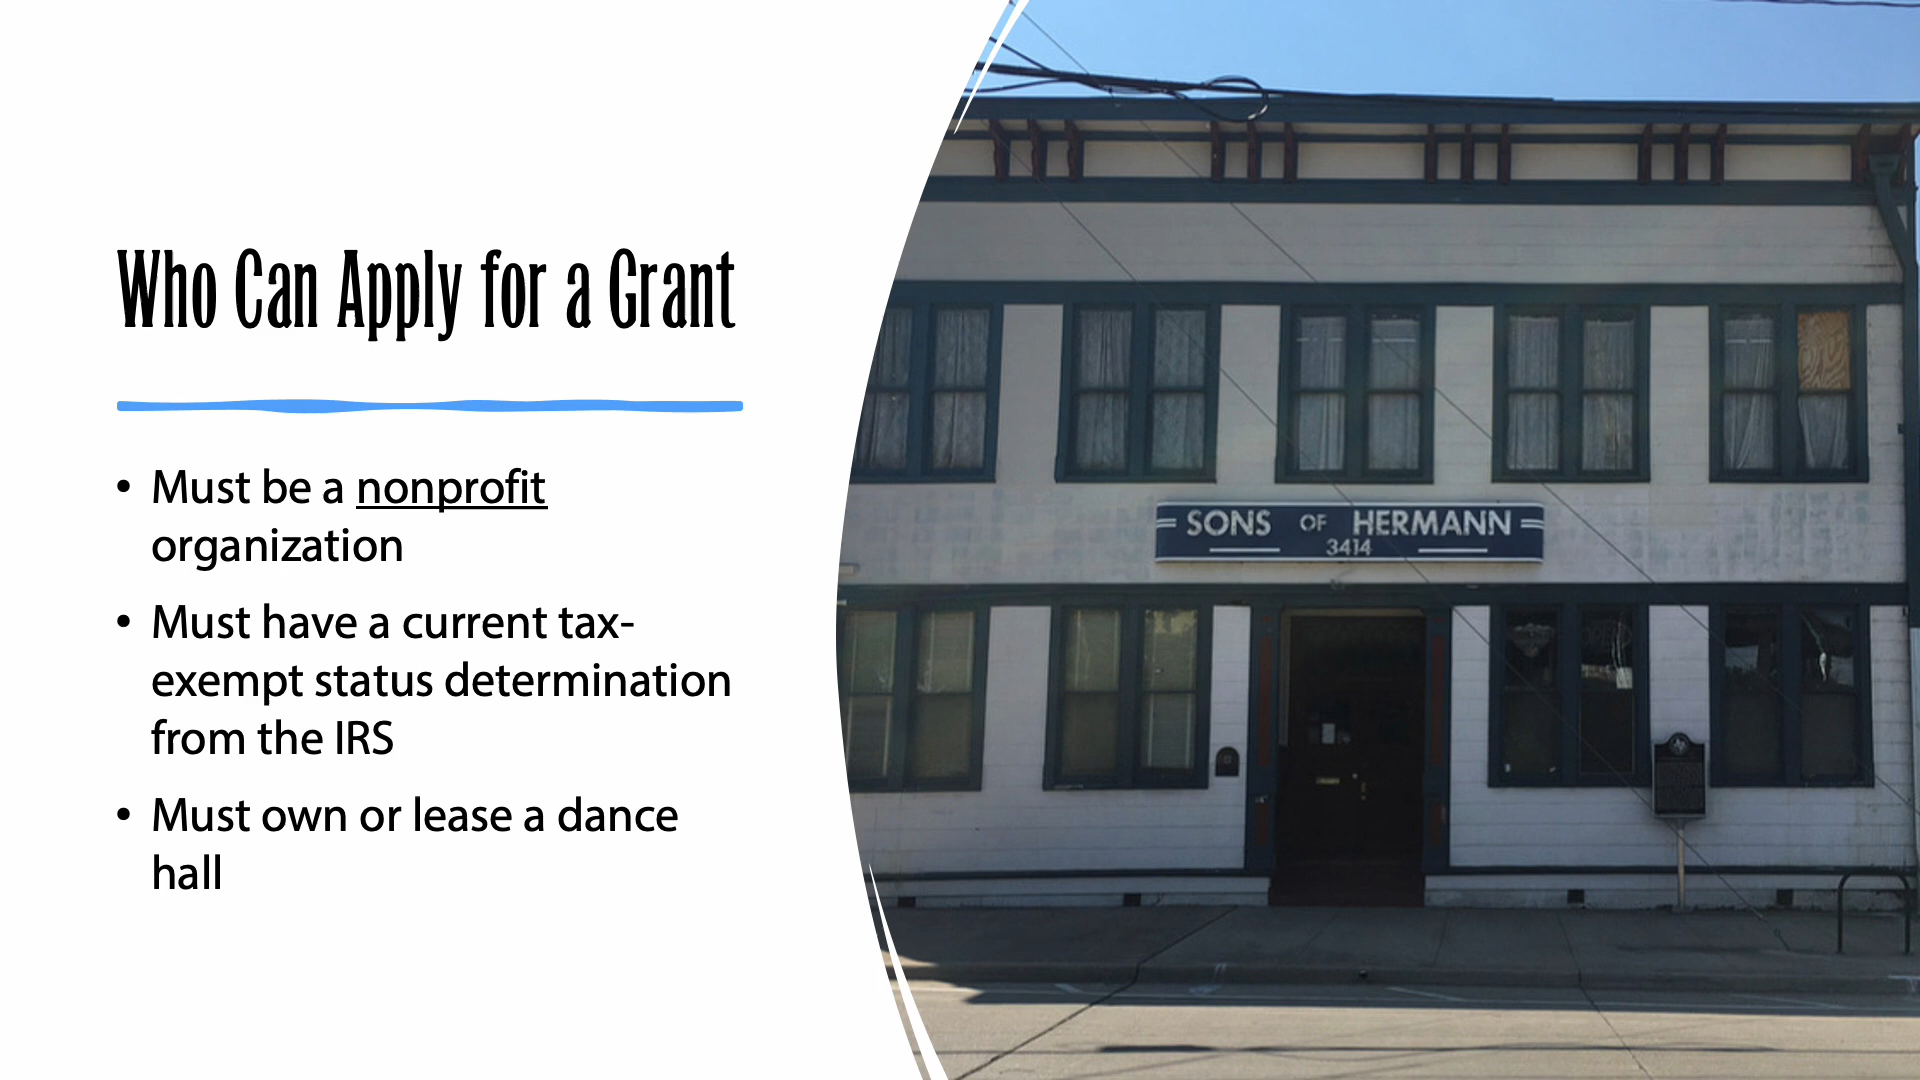 Who Can Apply for a Grant
• Must be a nonprofit
organization
• Must have a current tax-
exempt status determination
from the IRS
• Must own or lease a dance
hall
SONS OF HERMANN
3414